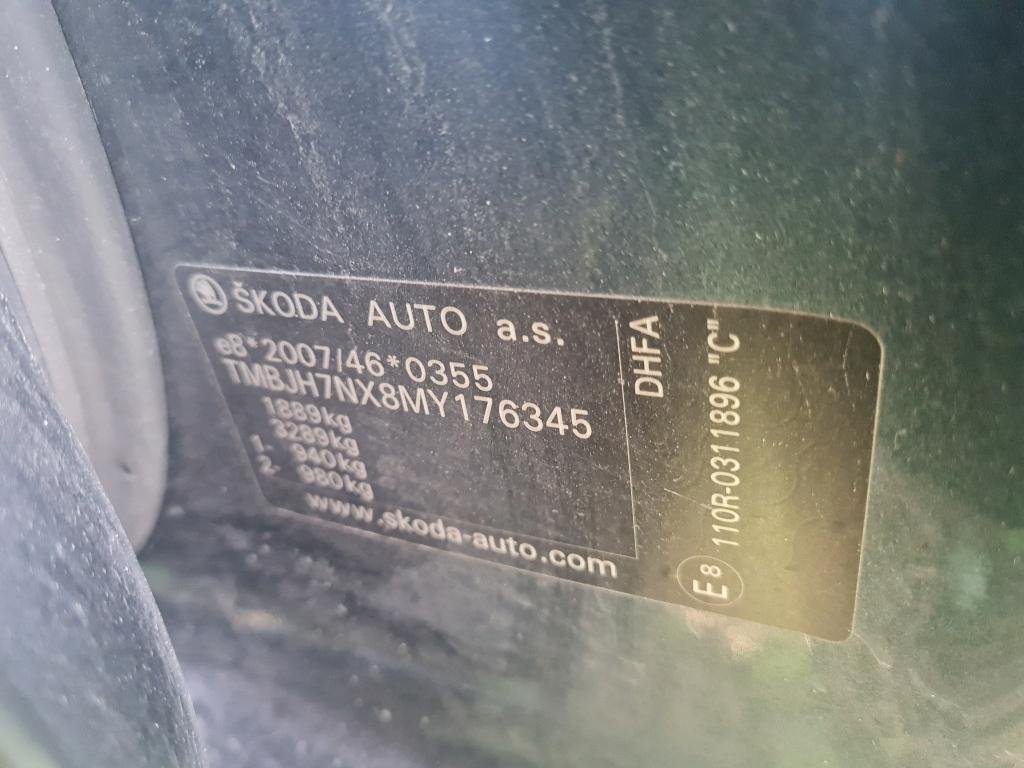 ŠKODA AUTO a.s.
e8*2007/46*0355
TMBJH7NX8MY176345
1889kg
3289kg
1. 940kg
2. 980kg
www.skoda-auto.com
DHFA
E8 110R-0311896 "C"